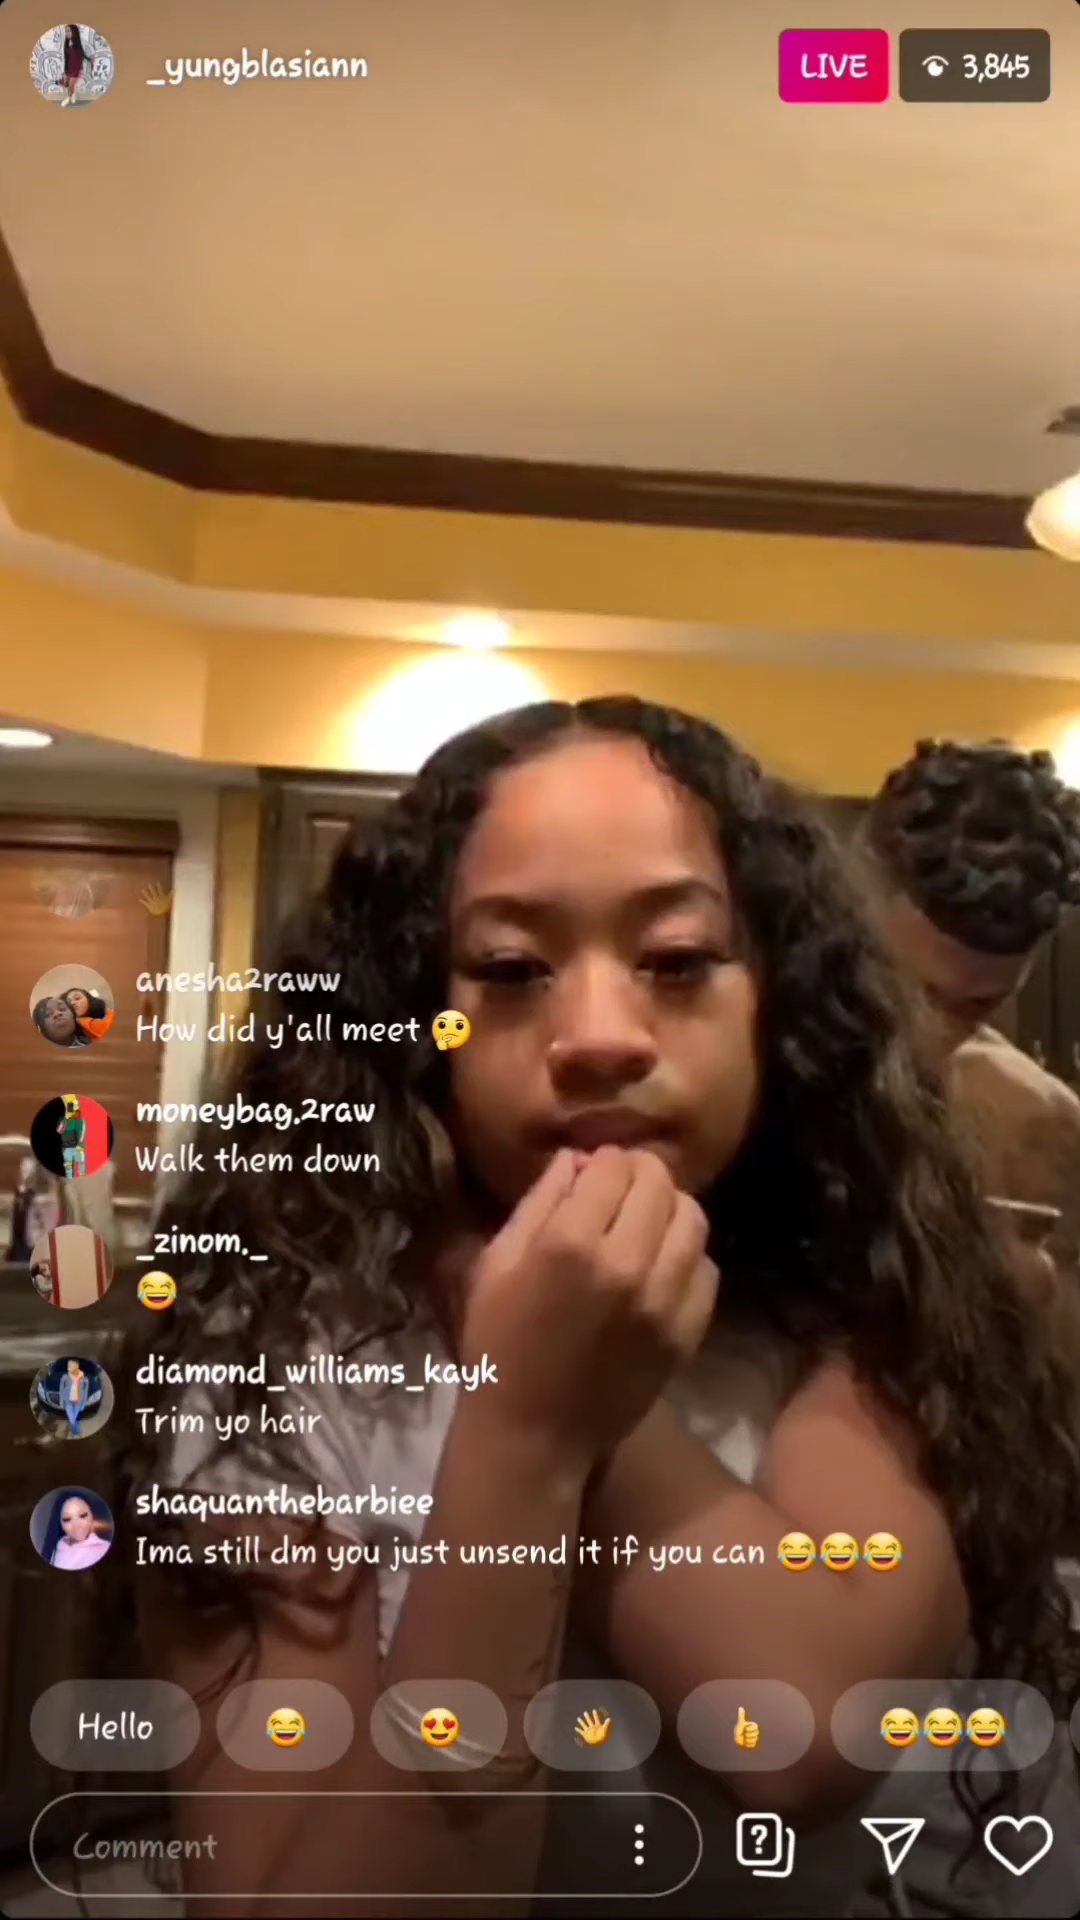 _yungblasiann
LIVE
3,845
anesha2raww
How did y'all meet 🤔
moneybag.2raw
Walk them down
_zinom._
😂
diamond_williams_kayk
Trim yo hair
shaquanthebarbiee
Ima still dm you just unsend it if you can 😂😂😂
Hello 😂 😍 👋 👍 😂😂😂
Comment